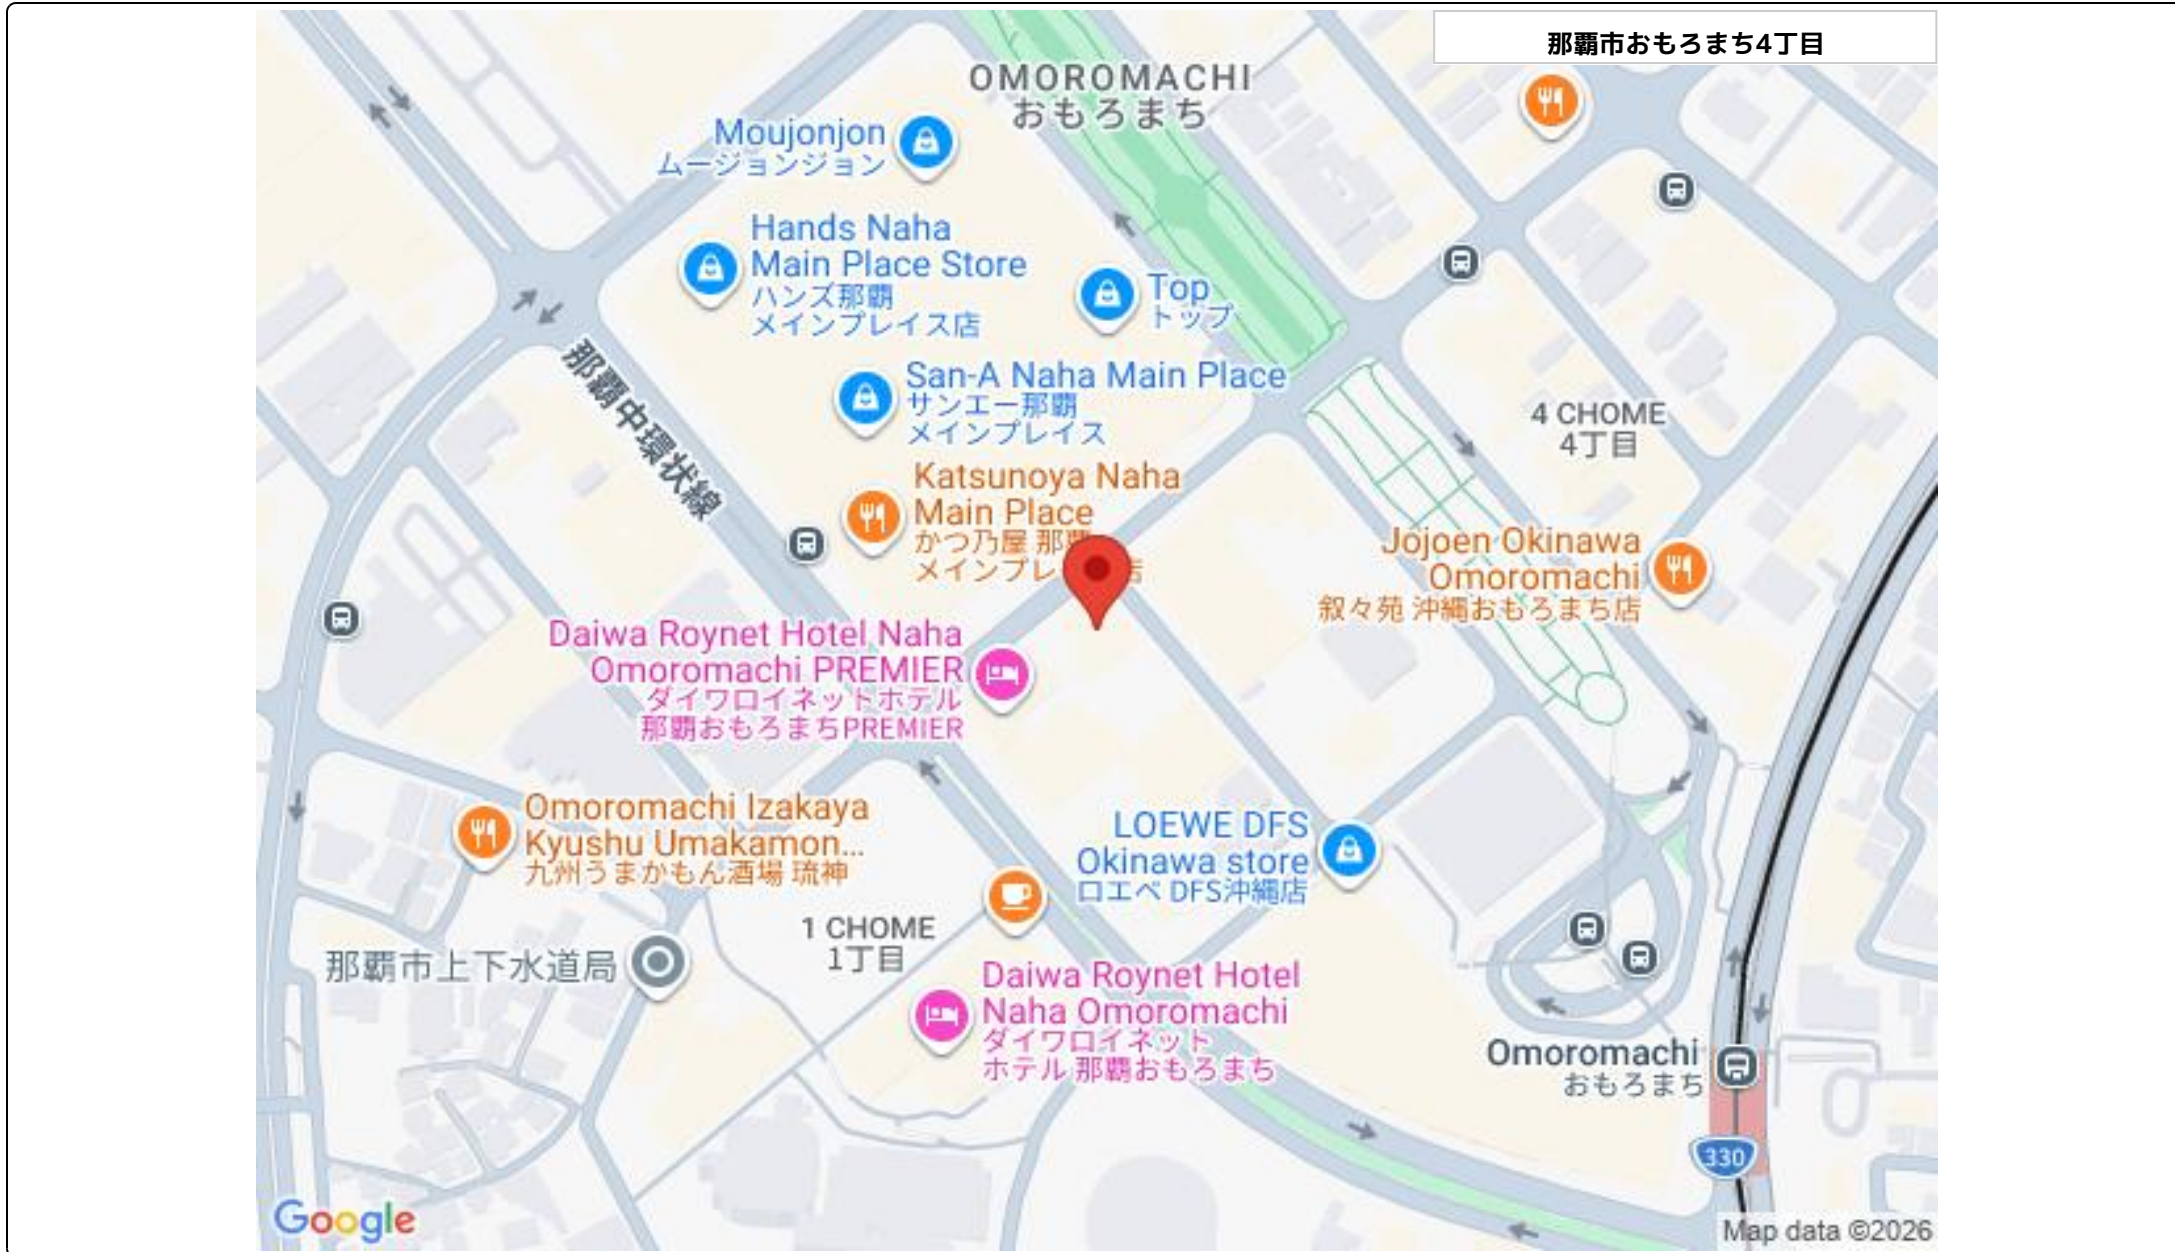 那覇市おもろまち4丁目
OMOROMACHI
おもろまち
Moujonjon
ムージョンジョン
Hands Naha
Main Place Store
ハンズ那覇
メインプレイス店
Top
トップ
那覇中環状線
San-A Naha Main Place
サンエー那覇
メインプレイス
4 CHOME
4丁目
Katsunoya Naha
Main Place
かつ乃屋 那覇
メインプレ 店
Jojoen Okinawa
Omoromachi
叙々苑 沖縄おもろまち店
Daiwa Roynet Hotel Naha
Omoromachi PREMIER
ダイワロイネットホテル
那覇おもろまちPREMIER
Omoromachi Izakaya
Kyushu Umakamon...
九州うまかもん酒場 琉神
LOEWE DFS
Okinawa store
ロエベ DFS沖縄店
1 CHOME
1丁目
那覇市上下水道局
Daiwa Roynet Hotel
Naha Omoromachi
ダイワロイネット
ホテル 那覇おもろまち
Omoromachi
おもろまち
330
Google
Map data ©2026